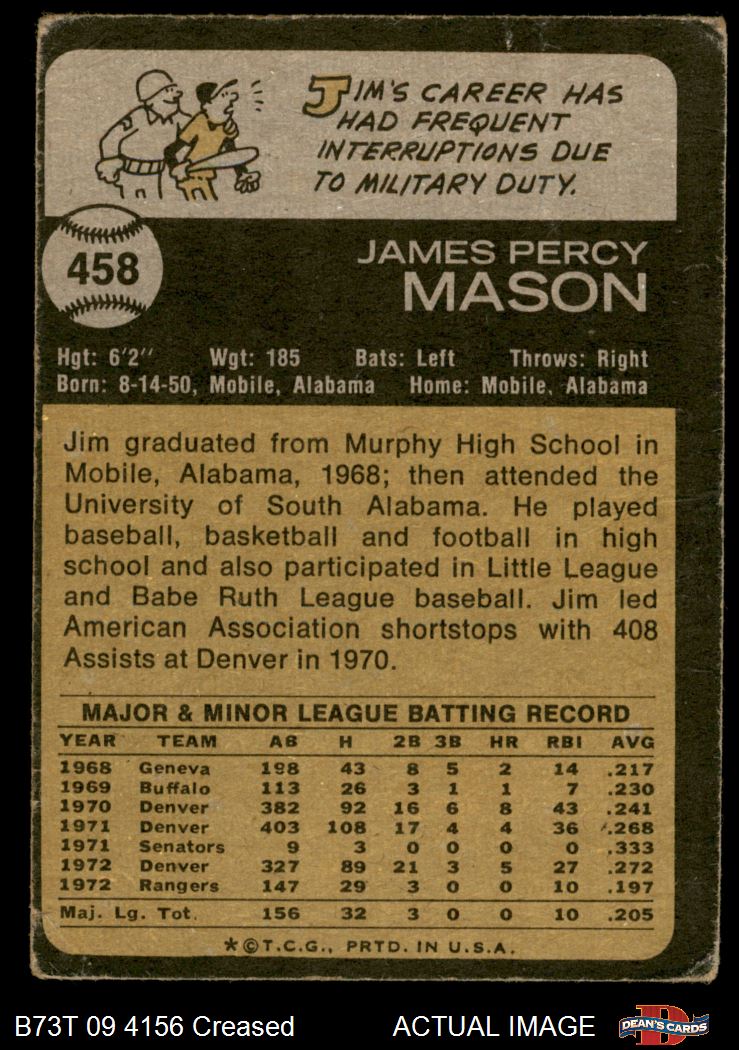 JIM'S CAREER HAS
HAD FREQUENT
INTERRUPTIONS DUE
TO MILITARY DUTY.
458
JAMES PERCY
MASON
Hgt: 6'2" Wgt: 185 Bats: Left Throws: Right
Born: 8-14-50, Mobile, Alabama Home: Mobile, Alabama
Jim graduated from Murphy High School in
Mobile, Alabama, 1968; then attended the
University of South Alabama. He played
baseball, basketball and football in high
school and also participated in Little League
and Babe Ruth League baseball. Jim led
American Association shortstops with 408
Assists at Denver in 1970.
MAJOR & MINOR LEAGUE BATTING RECORD
YEAR TEAM AB H 2B 3B HR RBI AVG
1968 Geneva 198 43 8 5 2 14 .217
1969 Buffalo 113 26 3 1 1 7 .230
1970 Denver 382 92 16 6 8 43 .241
1971 Denver 403 108 17 4 4 36 .268
1971 Senators 9 3 0 0 0 0 .333
1972 Denver 327 89 21 3 5 27 .272
1972 Rangers 147 29 3 0 0 10 .197
Maj. Lg. Tot. 156 32 3 0 0 10 .205
*©T.C.G., PRTD. IN U.S.A.
B73T 09 4156 Creased ACTUAL IMAGE
D
DEAN'S CARDS